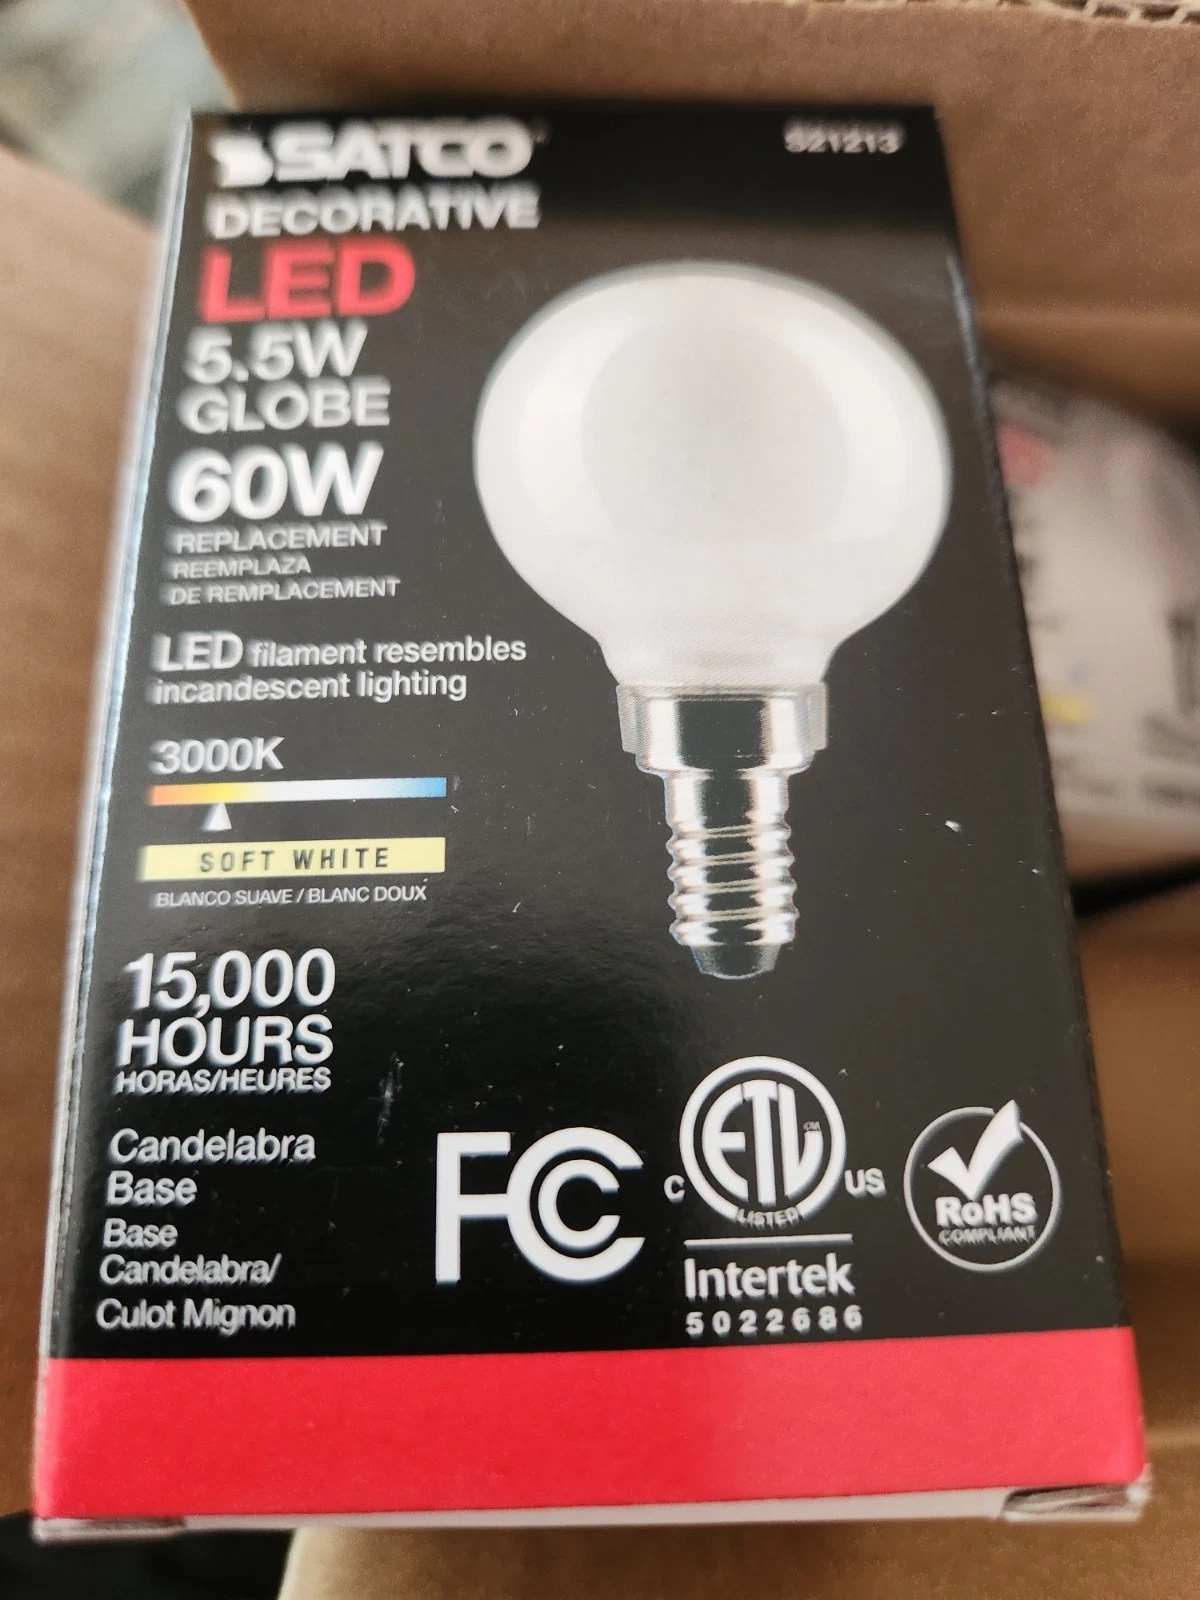 SATCO
S21213
DECORATIVE
LED
5.5W
GLOBE
60W
REPLACEMENT
REEMPLAZA
DE REMPLACEMENT
LED filament resembles
incandescent lighting
3000K
SOFT WHITE
BLANCO SUAVE / BLANC DOUX
15,000
HOURS
HORAS/HEURES
Candelabra
Base
Base
Candelabra/
Culot Mignon
FC
C ETL CM US
LISTED
Intertek
5022686
RoHS
COMPLIANT